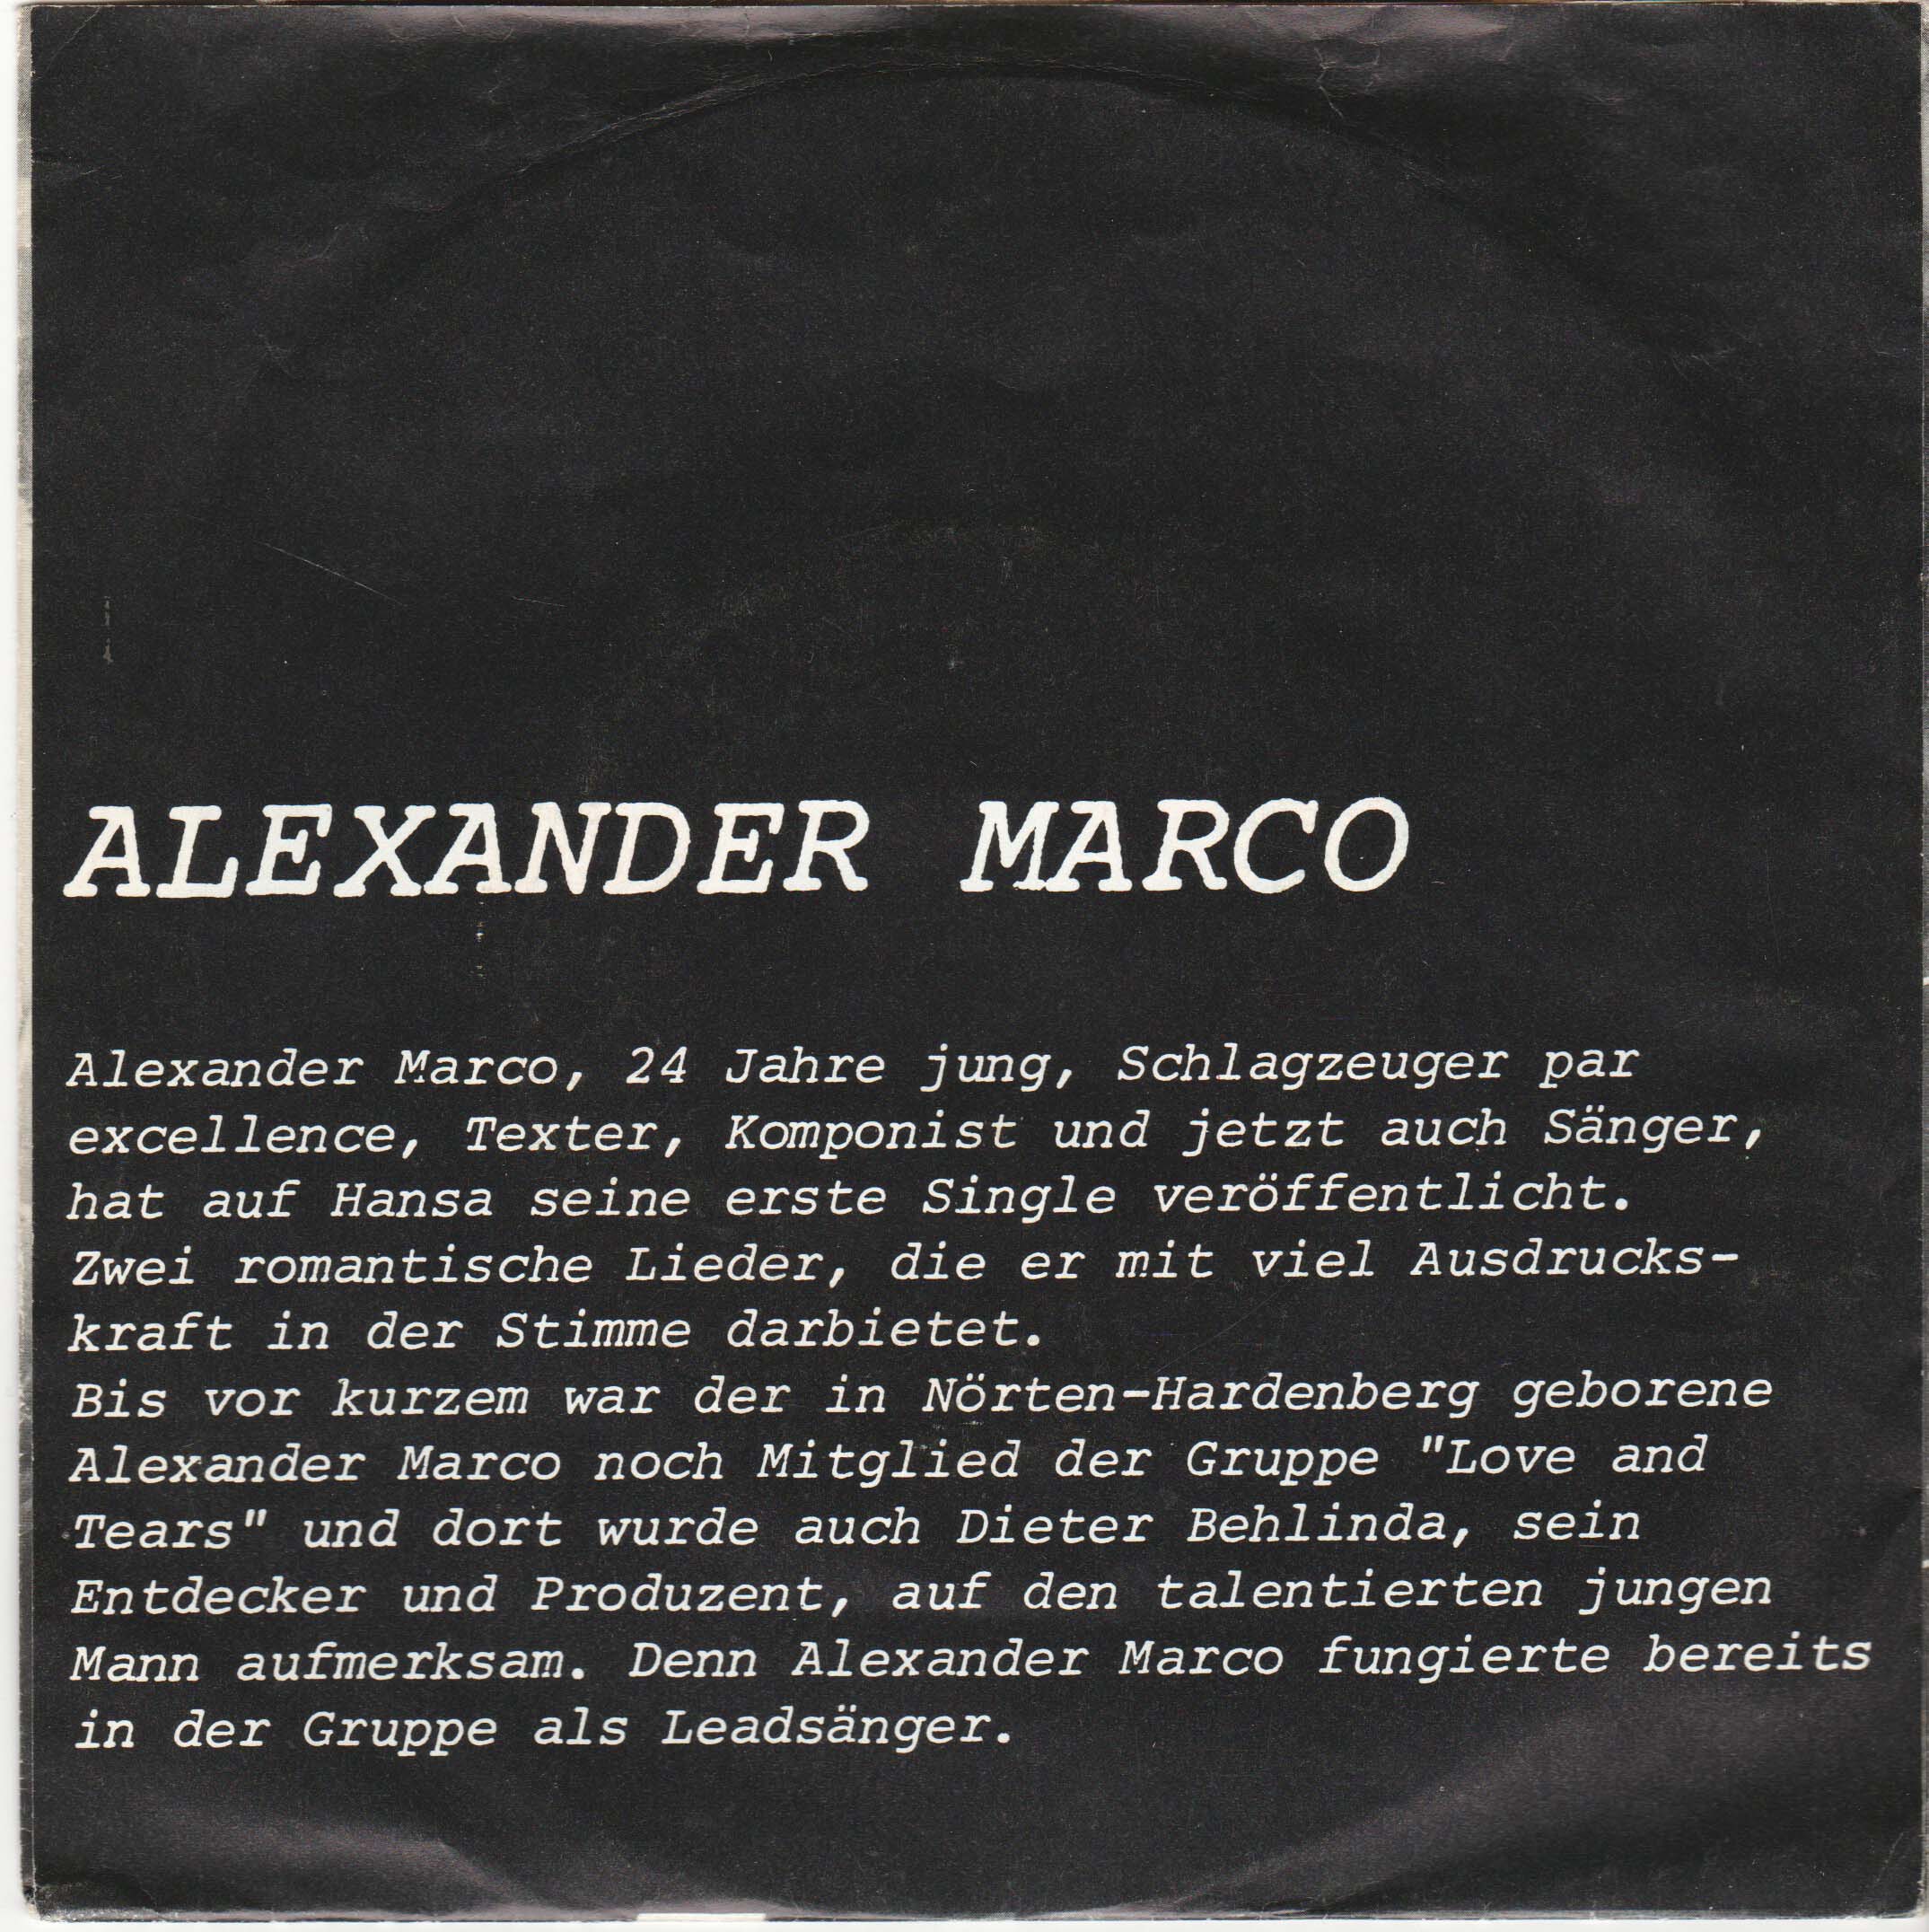 ALEXANDER MARCO
Alexander Marco, 24 Jahre jung, Schlagzeuger par
excellence, Texter, Komponist und jetzt auch Sänger,
hat auf Hansa seine erste Single veröffentlicht.
Zwei romantische Lieder, die er mit viel Ausdrucks-
kraft in der Stimme darbietet.
Bis vor kurzem war der in Nörten-Hardenberg geborene
Alexander Marco noch Mitglied der Gruppe "Love and
Tears" und dort wurde auch Dieter Behlinda, sein
Entdecker und Produzent, auf den talentierten jungen
Mann aufmerksam. Denn Alexander Marco fungierte bereits
in der Gruppe als Leadsänger.